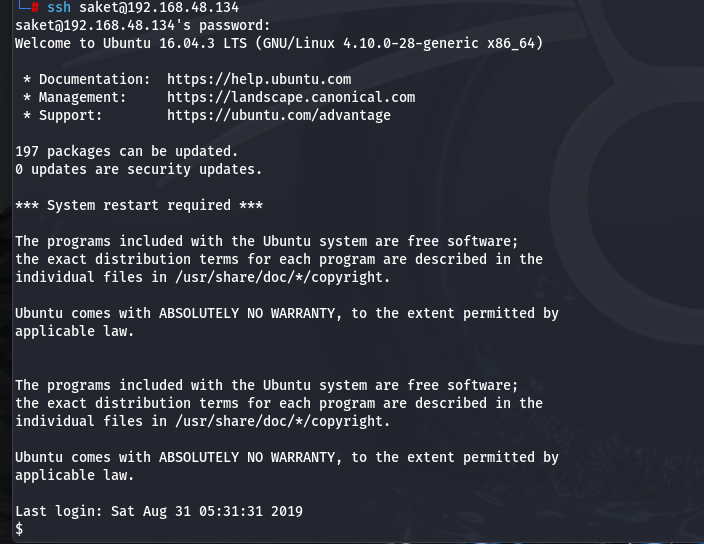 └─# ssh saket@192.168.48.134
saket@192.168.48.134's password:
Welcome to Ubuntu 16.04.3 LTS (GNU/Linux 4.10.0-28-generic x86_64)
* Documentation:  https://help.ubuntu.com
* Management:     https://landscape.canonical.com
* Support:        https://ubuntu.com/advantage
197 packages can be updated.
0 updates are security updates.
*** System restart required ***
The programs included with the Ubuntu system are free software;
the exact distribution terms for each program are described in the
individual files in /usr/share/doc/*/copyright.
Ubuntu comes with ABSOLUTELY NO WARRANTY, to the extent permitted by
applicable law.
The programs included with the Ubuntu system are free software;
the exact distribution terms for each program are described in the
individual files in /usr/share/doc/*/copyright.
Ubuntu comes with ABSOLUTELY NO WARRANTY, to the extent permitted by
applicable law.
Last login: Sat Aug 31 05:31:31 2019
$